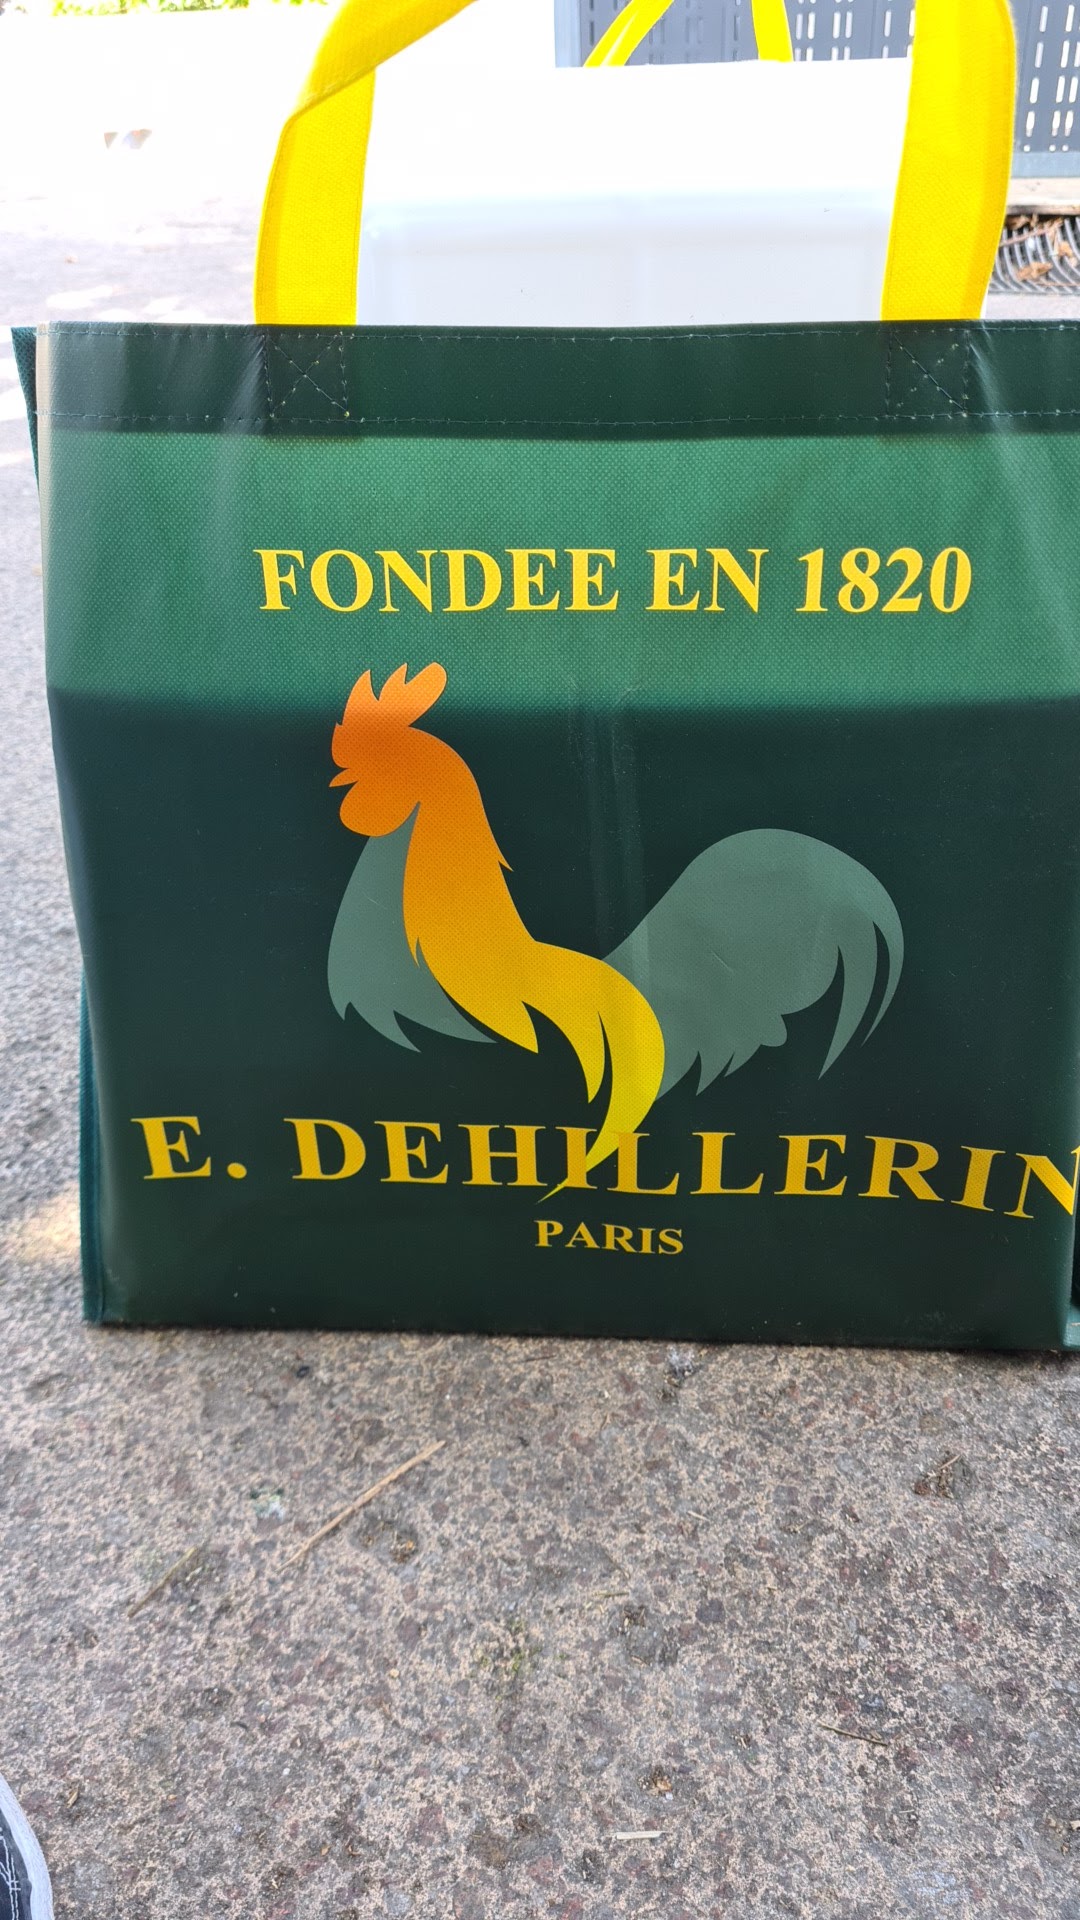 FONDEE EN 1820
E. DEHILLERIN
PARIS